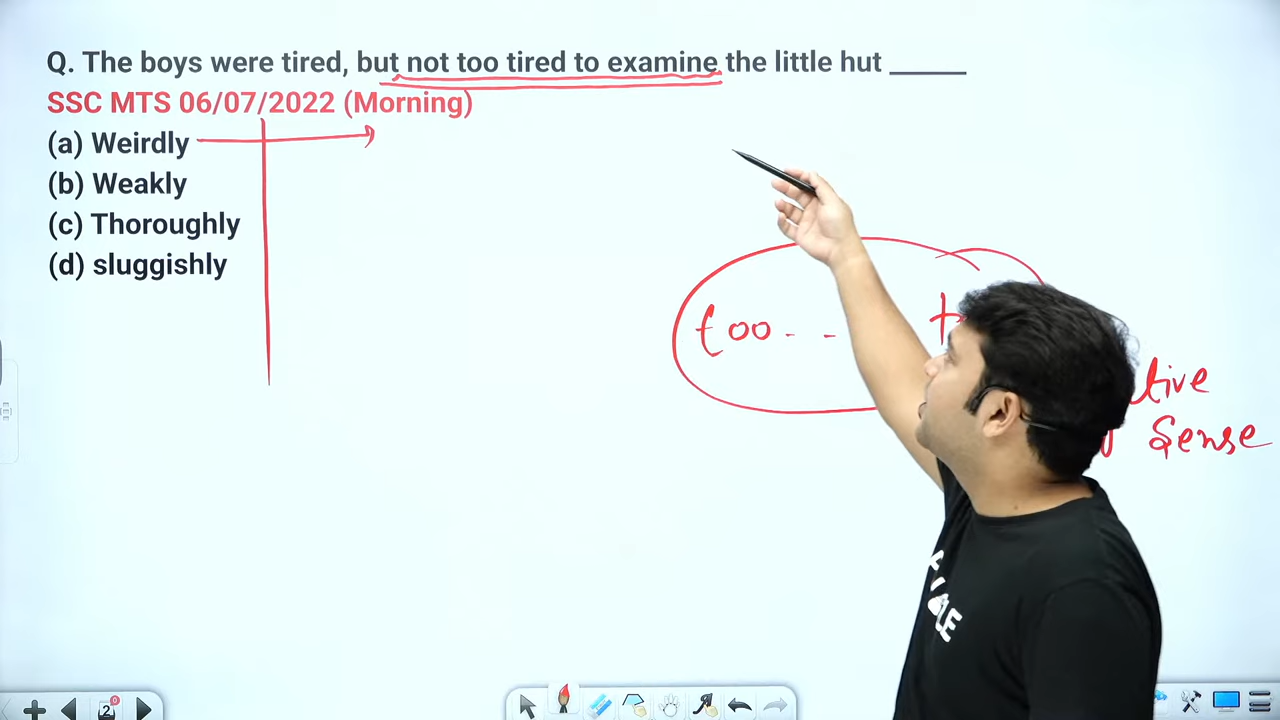 Q. The boys were tired, but not too tired to examine the little hut ______
SSC MTS 06/07/2022 (Morning)
(a) Weirdly
(b) Weakly
(c) Thoroughly
(d) sluggishly
too - -
Sense
2